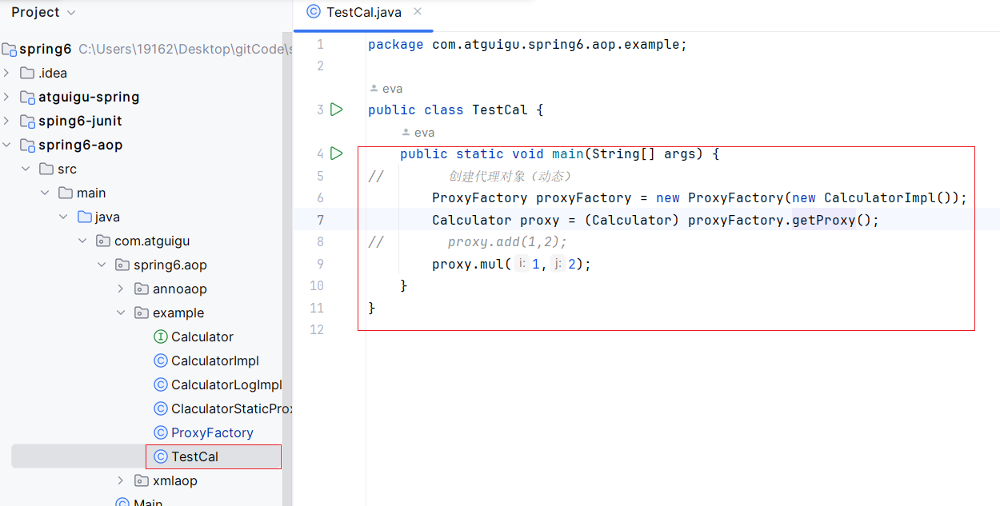 Project
TestCal.java
spring6 C:\Users\19162\Desktop\gitCode\s
.idea
atguigu-spring
sping6-junit
spring6-aop
src
main
java
com.atguigu
spring6.aop
annoaop
example
Calculator
CalculatorImpl
CalculatorLogImpl
ClaculatorStaticProx
ProxyFactory
TestCal
xmlaop
Main
1 package com.atguigu.spring6.aop.example;
2
eva
3 public class TestCal {
eva
4 public static void main(String[] args) {
5 // 创建代理对象（动态）
6 ProxyFactory proxyFactory = new ProxyFactory(new CalculatorImpl());
7 Calculator proxy = (Calculator) proxyFactory.getProxy();
8 // proxy.add(1,2);
9 proxy.mul( i: 1, j: 2);
10 }
11 }
12